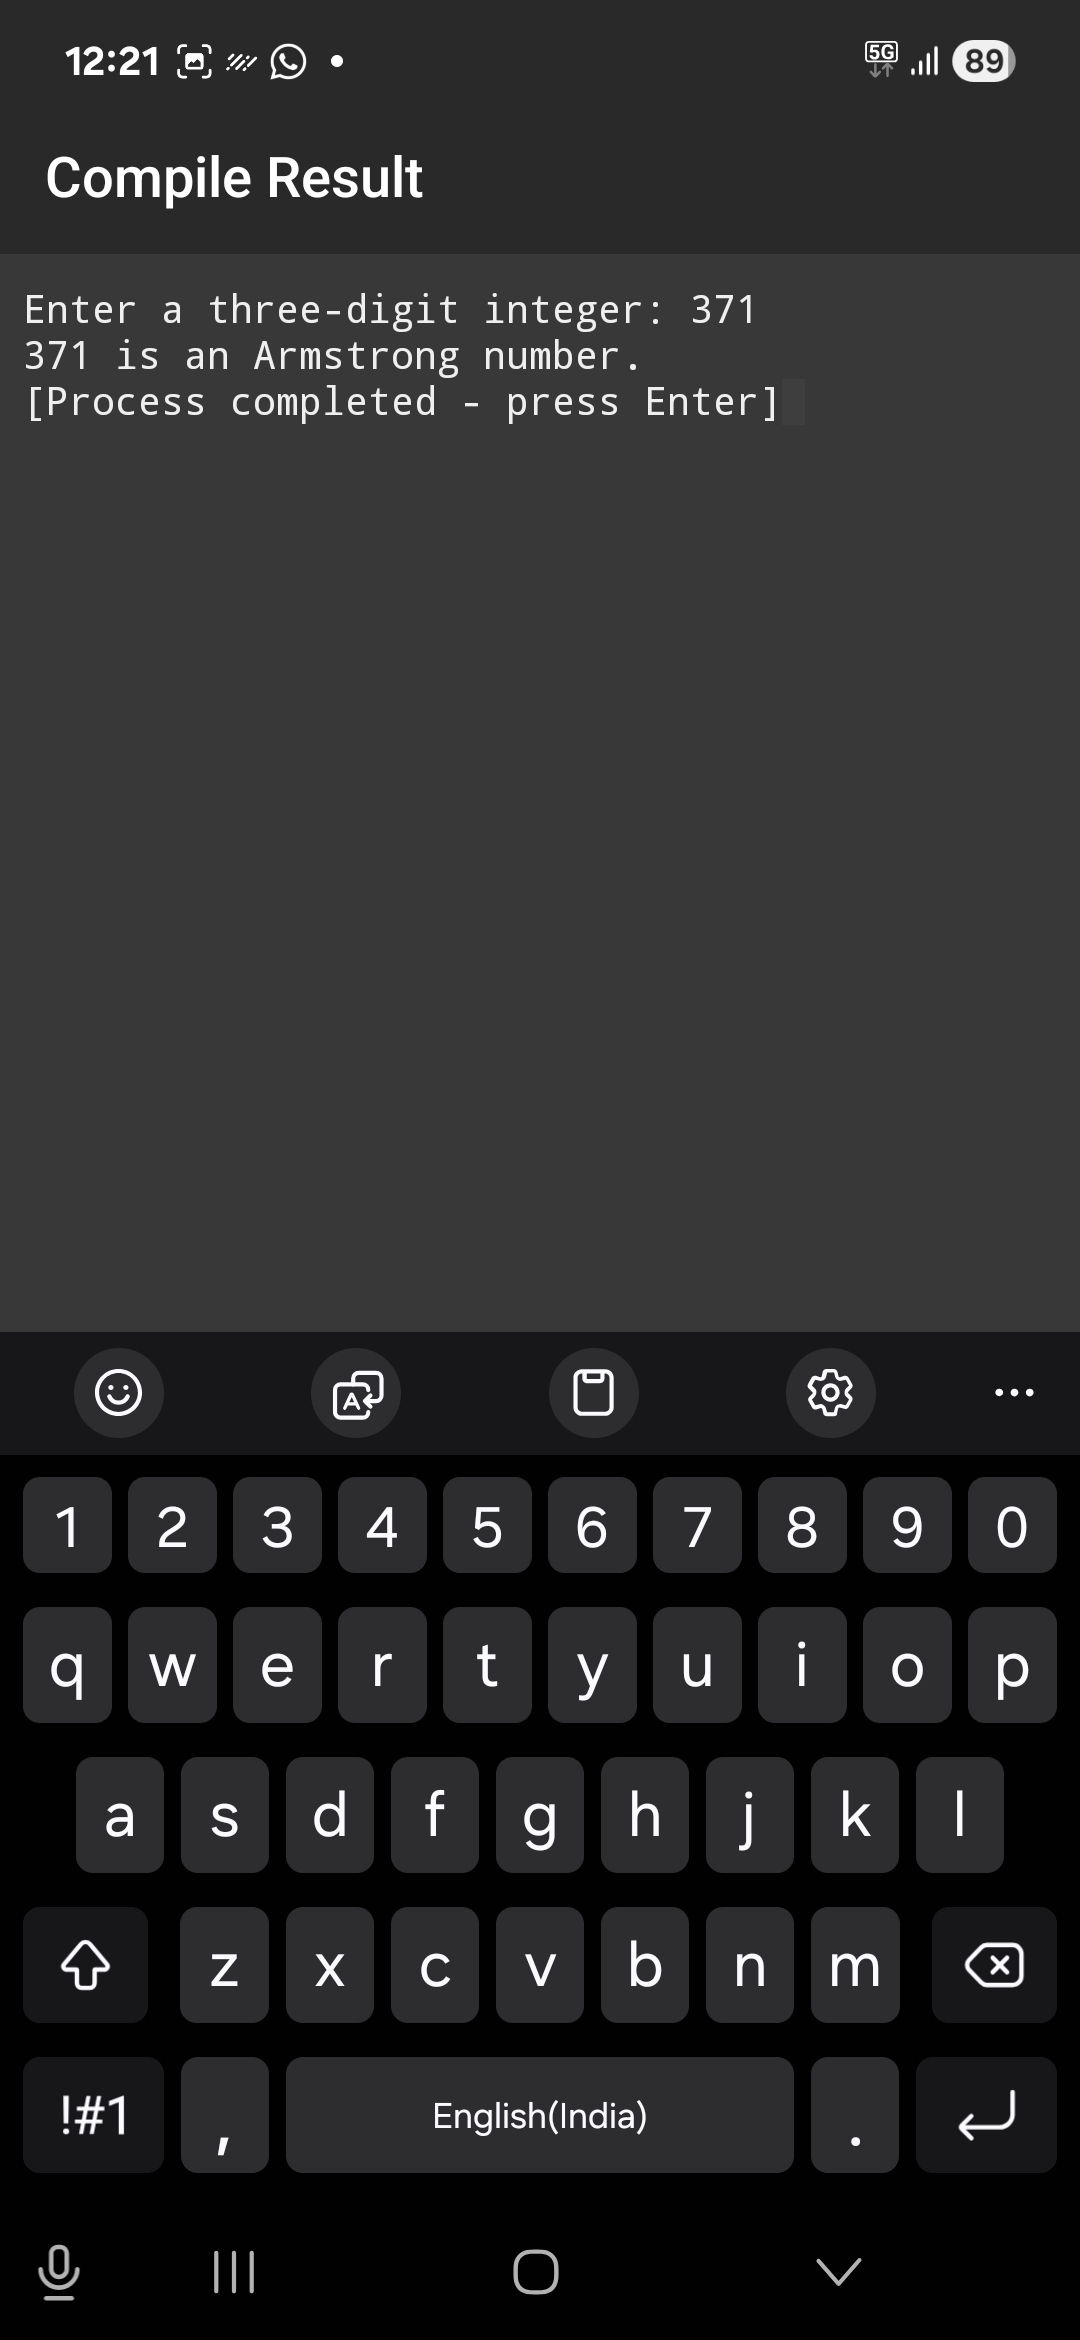 12:21
5G
89
Compile Result
Enter a three-digit integer: 371
371 is an Armstrong number.
[Process completed - press Enter]
1 2 3 4 5 6 7 8 9 0
q w e r t y u i o p
a s d f g h j k l
z x c v b n m
!#1 , English(India) .